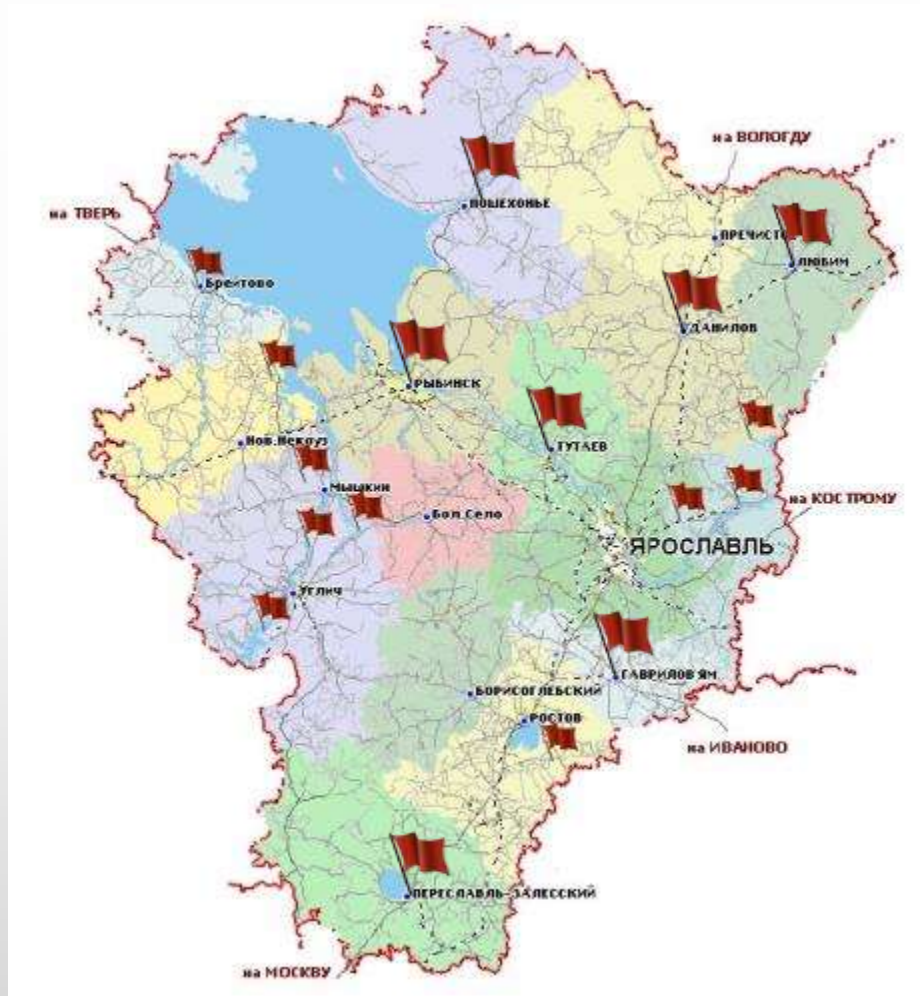 на ВОЛОГДУ
на ТВЕРЬ
ПОШЕХОНЬЕ
ПРЕЧИСТО
ЛЮБИМ
Брейтово
ДАНИЛОВ
РЫБИНСК
Нов.Некоуз
ТУТАЕВ
Мышкин
на КОСТРОМУ
Бол.Село
ЯРОСЛАВЛЬ
УГЛИЧ
ГАВРИЛОВ ЯМ
БОРИСОГЛЕБСКИЙ
РОСТОВ
на ИВАНОВО
ПЕРЕСЛАВЛЬ-ЗАЛЕССКИЙ
на МОСКВУ